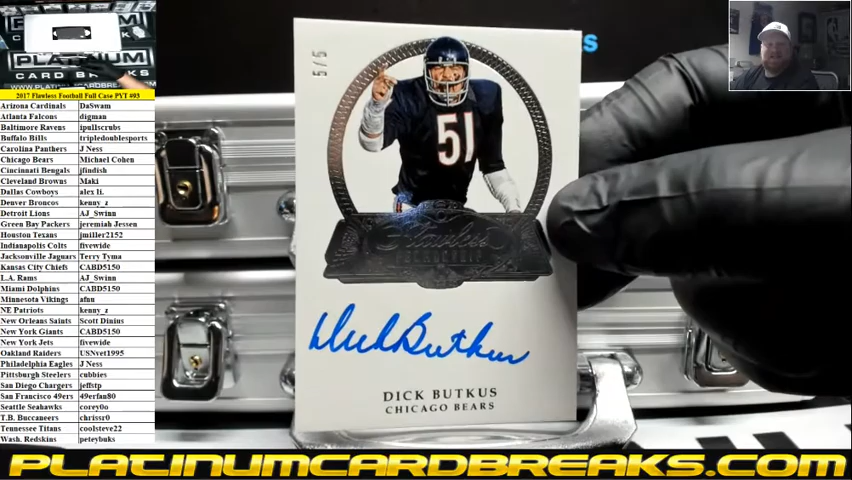 PLATINUM
CARD BREAKS
WWW.PLATINUMCARDBREAKS.COM
2017 Flawless Football Full Case PYT #93
Arizona Cardinals DaSwam
Atlanta Falcons digman
Baltimore Ravens ipullscrubs
Buffalo Bills tripledoublesports
Carolina Panthers J Ness
Chicago Bears Michael Cohen
Cincinnati Bengals jfindish
Cleveland Browns Maki
Dallas Cowboys alex li.
Denver Broncos kenny_z
Detroit Lions AJ_Swinn
Green Bay Packers jeremiah Jessen
Houston Texans jmiller2152
Indianapolis Colts fivewide
Jacksonville Jaguars Terry Tyma
Kansas City Chiefs CABD5150
L.A. Rams AJ_Swinn
Miami Dolphins CABD5150
Minnesota Vikings afnu
NE Patriots kenny_z
New Orleans Saints Scott Dinius
New York Giants CABD5150
New York Jets fivewide
Oakland Raiders USNvet1995
Philadelphia Eagles J Ness
Pittsburgh Steelers cubbies
San Diego Chargers jeffstp
San Francisco 49ers 49erfan80
Seattle Seahawks corey0o
T.B. Buccaneers chrissr0
Tennessee Titans coolsteve22
Wash. Redskins peteybuks
5/5
51
Flawless
Dick Butkus
DICK BUTKUS
CHICAGO BEARS
PLATINUMCARDBREAKS.COM